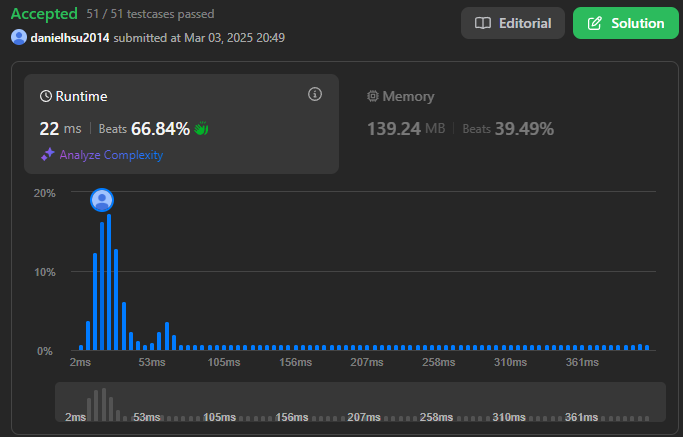 Accepted 51 / 51 testcases passed
danielhsu2014 submitted at Mar 03, 2025 20:49
Editorial
Solution
Runtime
22 ms | Beats 66.84%
Analyze Complexity
Memory
139.24 MB | Beats 39.49%
20%
10%
0%
2ms 53ms 105ms 156ms 207ms 258ms 310ms 361ms
2ms 53ms 105ms 156ms 207ms 258ms 310ms 361ms